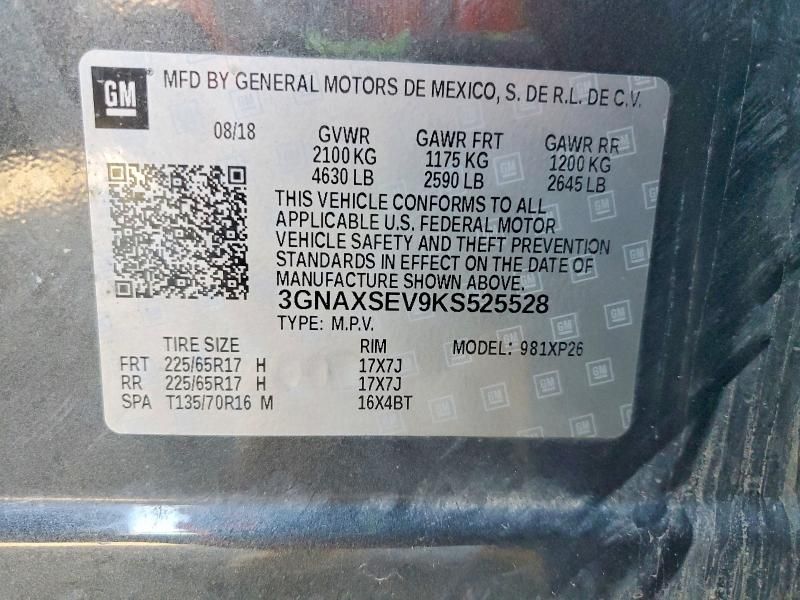 GM MFD BY GENERAL MOTORS DE MEXICO, S. DE R.L. DE C.V.
08/18 GVWR GAWR FRT GAWR RR
2100 KG 1175 KG 1200 KG
4630 LB 2590 LB 2645 LB
THIS VEHICLE CONFORMS TO ALL
APPLICABLE U.S. FEDERAL MOTOR
VEHICLE SAFETY AND THEFT PREVENTION
STANDARDS IN EFFECT ON THE DATE OF
MANUFACTURE SHOWN ABOVE.
3GNAXSEV9KS525528
TYPE: M.P.V.
TIRE SIZE RIM MODEL: 981XP26
FRT 225/65R17 H 17X7J
RR 225/65R17 H 17X7J
SPA T135/70R16 M 16X4BT